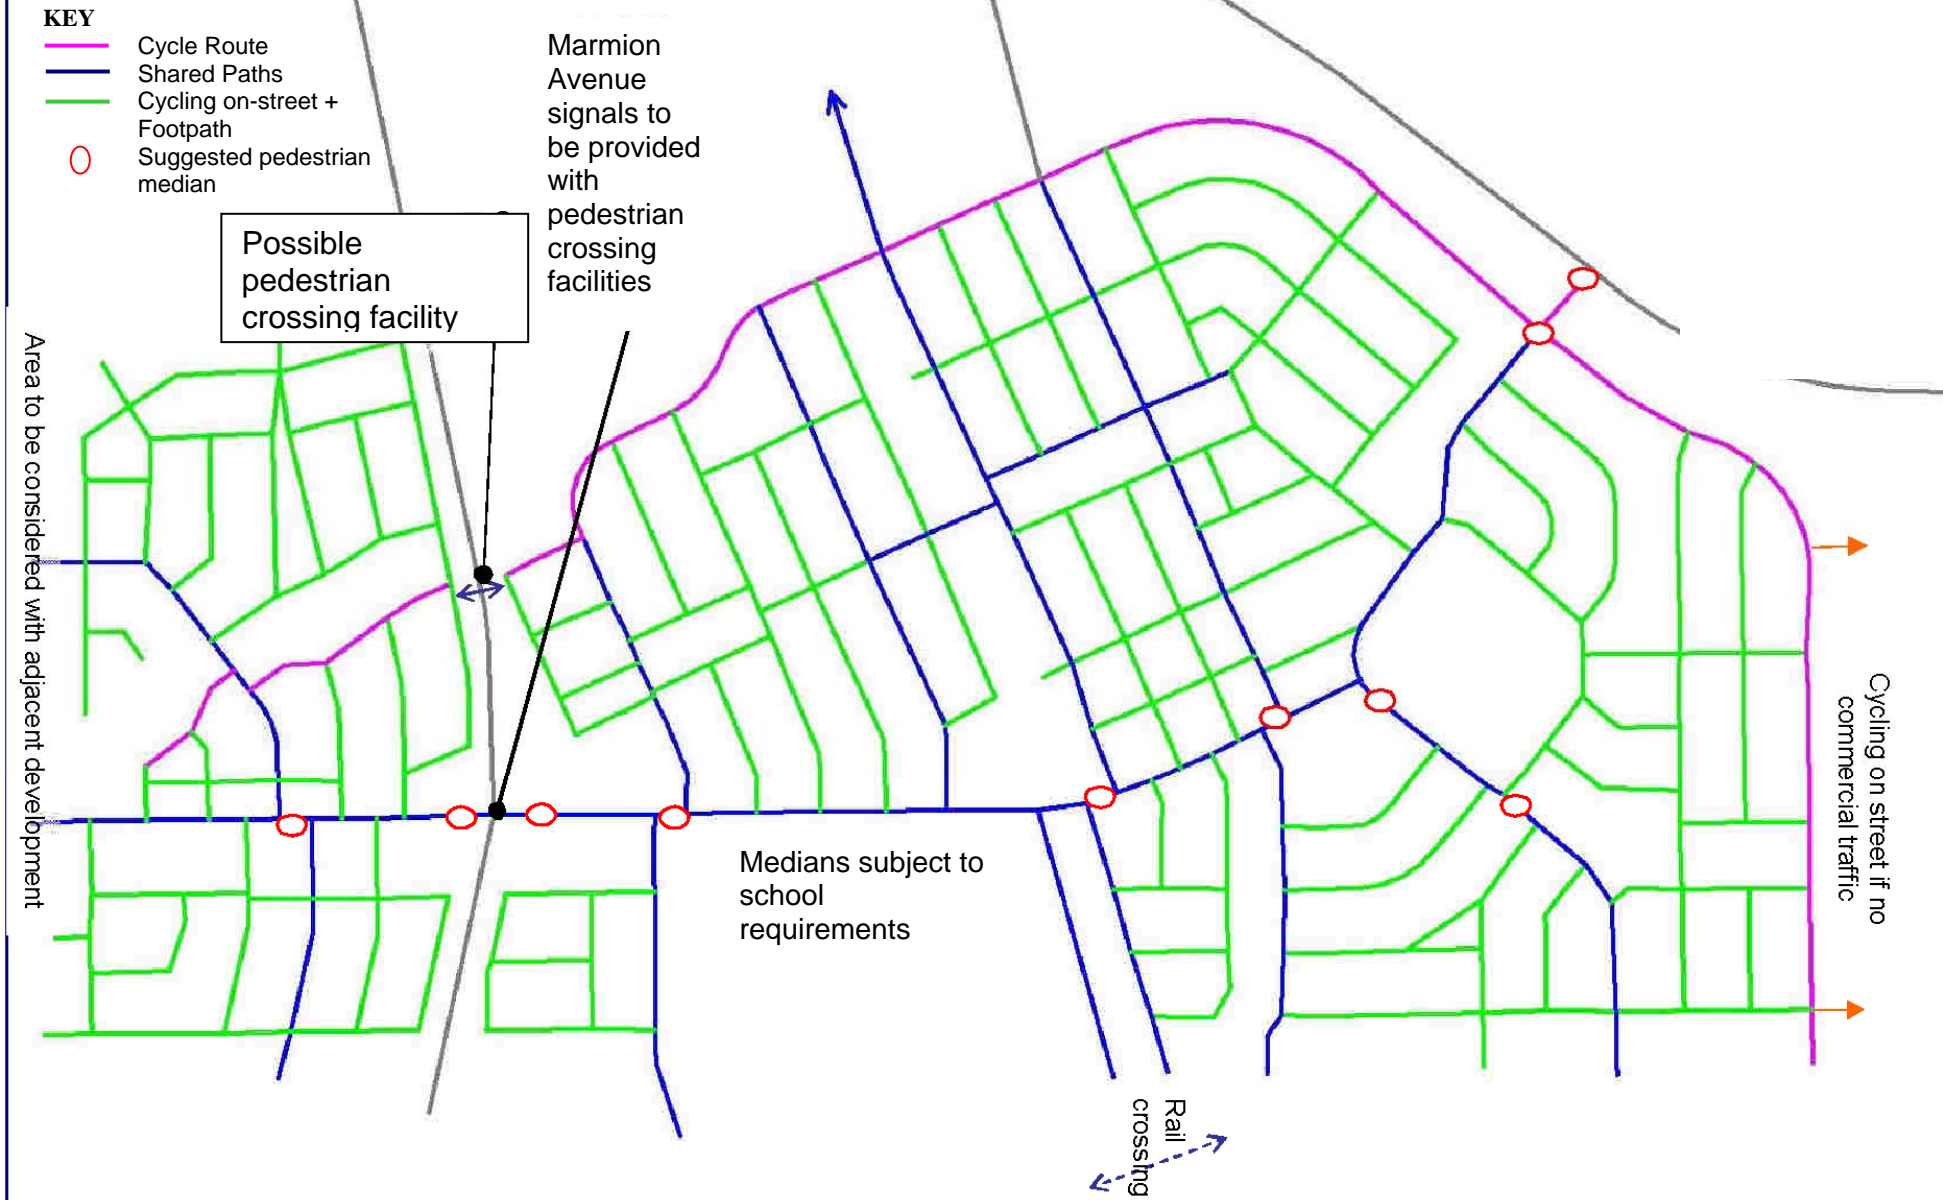 KEY
Cycle Route
Shared Paths
Cycling on-street +
Footpath
Suggested pedestrian
median
Possible
pedestrian
crossing facility
Marmion
Avenue
signals to
be provided
with
pedestrian
crossing
facilities
Area to be considered with adjacent development
Medians subject to
school
requirements
Cycling on street if no
commercial traffic
Rail
crossing